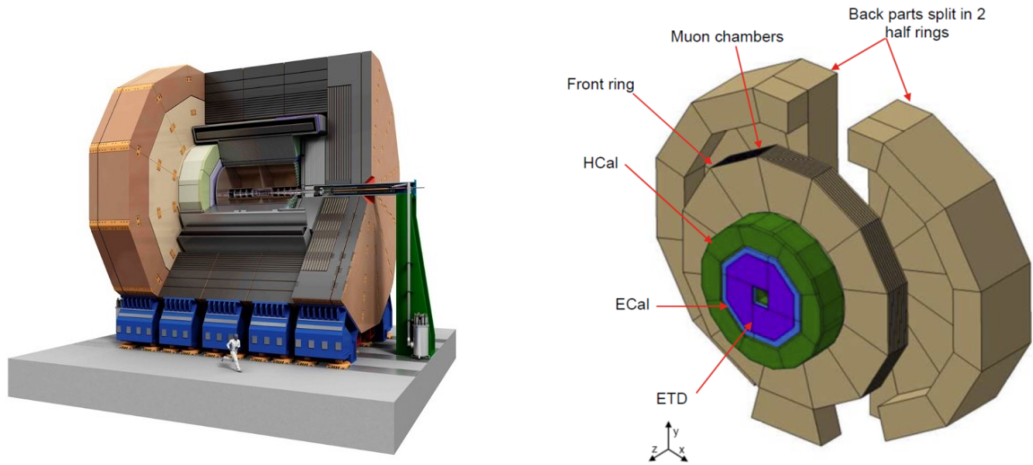 Back parts split in 2
half rings
Muon chambers
Front ring
HCal
ECal
ETD
y
z
x